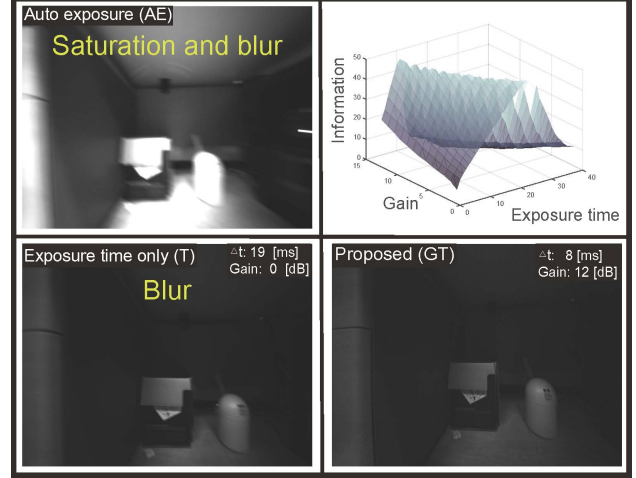 Auto exposure (AE)
Saturation and blur
Information
50
40
30
20
10
0
15
10
5
0
0
10
20
30
40
Gain
Exposure time
Exposure time only (T)
△t: 19 [ms]
Gain: 0 [dB]
Blur
Proposed (GT)
△t: 8 [ms]
Gain: 12 [dB]